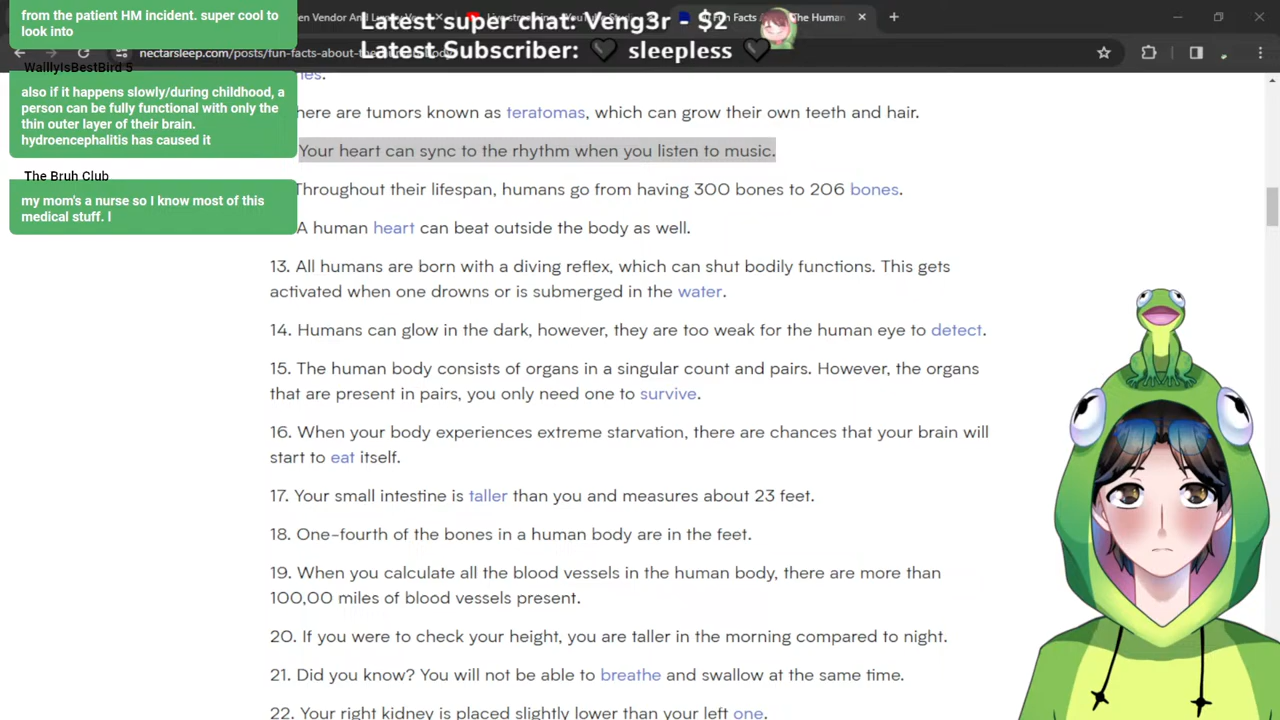 from the patient HM incident. super cool to
look into
WalllyIsBestBird 5
also if it happens slowly/during childhood, a
person can be fully functional with only the
thin outer layer of their brain.
hydroencephalitis has caused it
The Bruh Club
my mom's a nurse so I know most of this
medical stuff. I
Latest super chat: Veng3r - $2
Latest Subscriber: 🖤 sleepless 🖤
The Human
nectarsleep.com/posts/fun-facts-about-the
here are tumors known as teratomas, which can grow their own teeth and hair.
Your heart can sync to the rhythm when you listen to music.
Throughout their lifespan, humans go from having 300 bones to 206 bones.
A human heart can beat outside the body as well.
13. All humans are born with a diving reflex, which can shut bodily functions. This gets
activated when one drowns or is submerged in the water.
14. Humans can glow in the dark, however, they are too weak for the human eye to detect.
15. The human body consists of organs in a singular count and pairs. However, the organs
that are present in pairs, you only need one to survive.
16. When your body experiences extreme starvation, there are chances that your brain will
start to eat itself.
17. Your small intestine is taller than you and measures about 23 feet.
18. One-fourth of the bones in a human body are in the feet.
19. When you calculate all the blood vessels in the human body, there are more than
100,00 miles of blood vessels present.
20. If you were to check your height, you are taller in the morning compared to night.
21. Did you know? You will not be able to breathe and swallow at the same time.
22. Your right kidney is placed slightly lower than your left one.